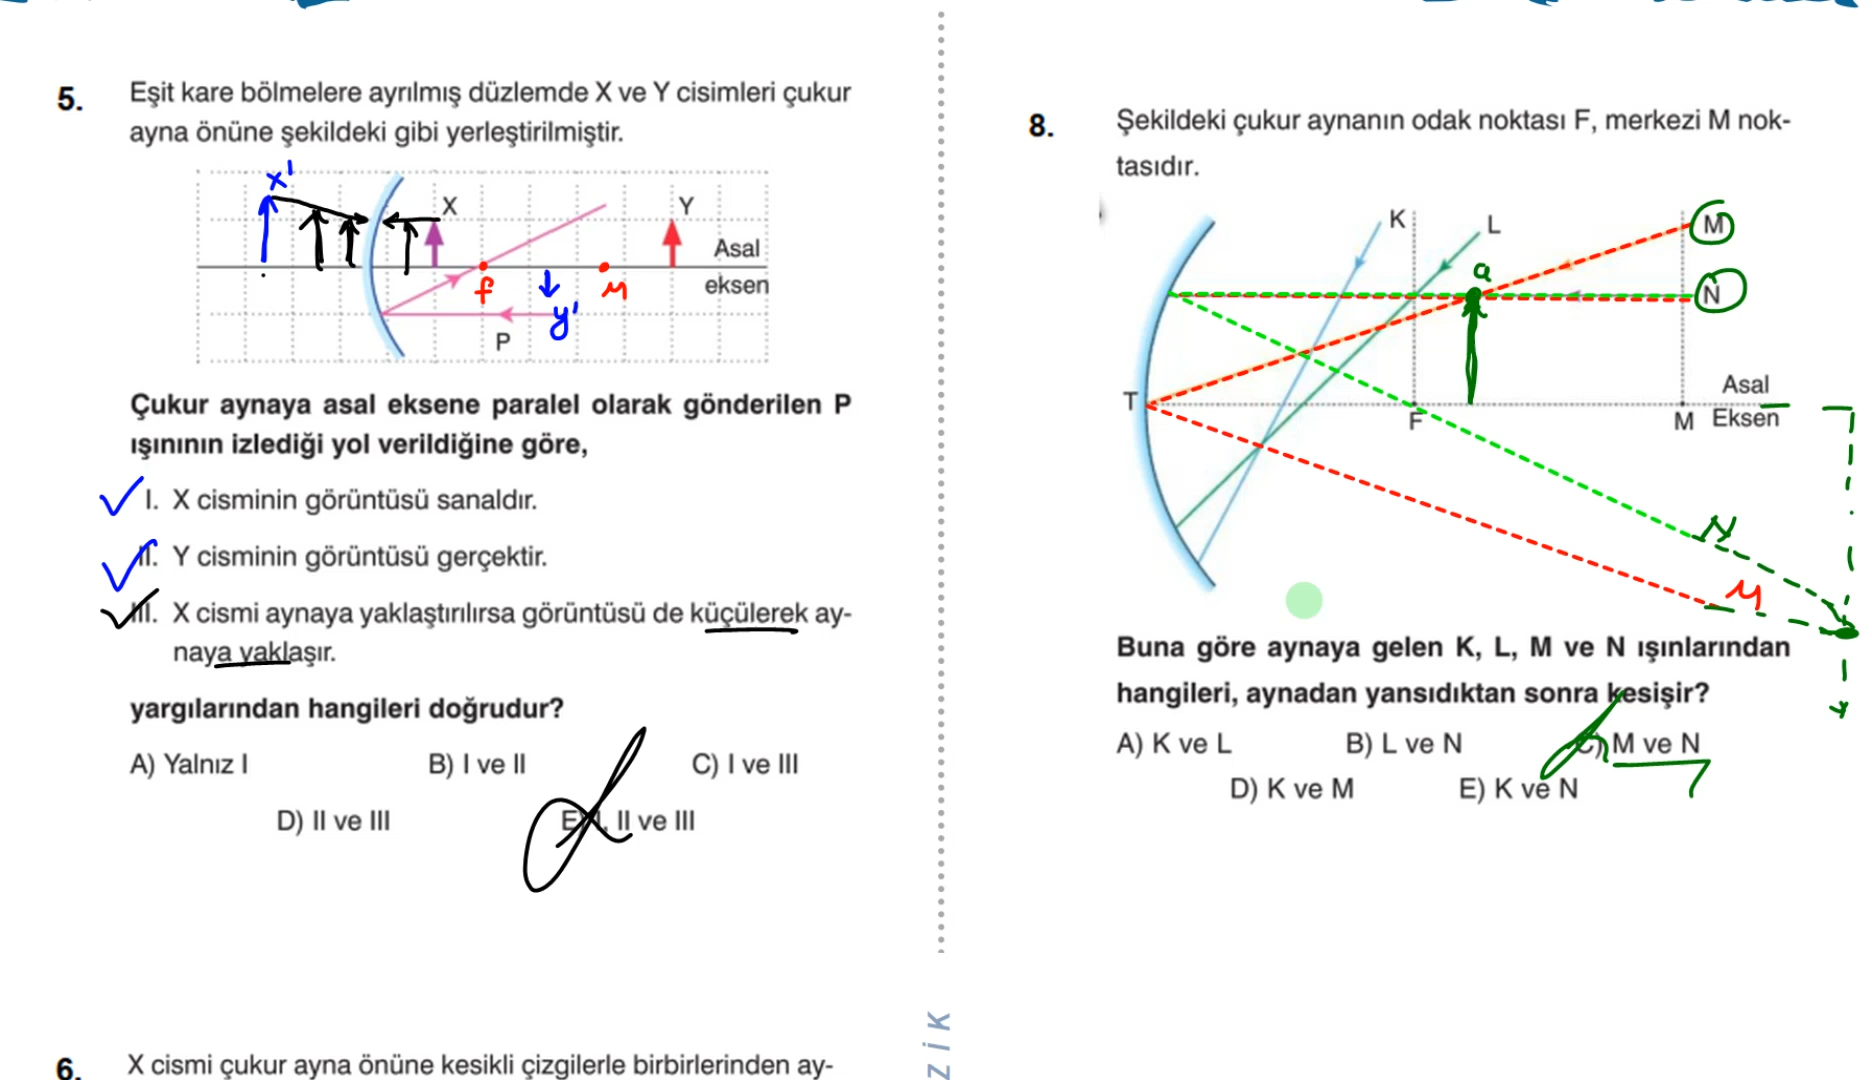 5. Eşit kare bölmelere ayrılmış düzlemde X ve Y cisimleri çukur
ayna önüne şekildeki gibi yerleştirilmiştir.
X' X Y
Asal
eksen
f M
y'
P
Çukur aynaya asal eksene paralel olarak gönderilen P
ışınının izlediği yol verildiğine göre,
I. X cisminin görüntüsü sanaldır.
II. Y cisminin görüntüsü gerçektir.
III. X cismi aynaya yaklaştırılırsa görüntüsü de küçülerek ay-
naya yaklaşır.
yargılarından hangileri doğrudur?
A) Yalnız I B) I ve II C) I ve III
D) II ve III E) I, II ve III
6. X cismi çukur ayna önüne kesikli çizgilerle birbirlerinden ay-
ZİK
8. Şekildeki çukur aynanın odak noktası F, merkezi M nok-
tasıdır.
K L M
a
N
T Asal
F M Eksen
N
M
Buna göre aynaya gelen K, L, M ve N ışınlarından
hangileri, aynadan yansıdıktan sonra kesişir?
A) K ve L B) L ve N C) M ve N
D) K ve M E) K ve N